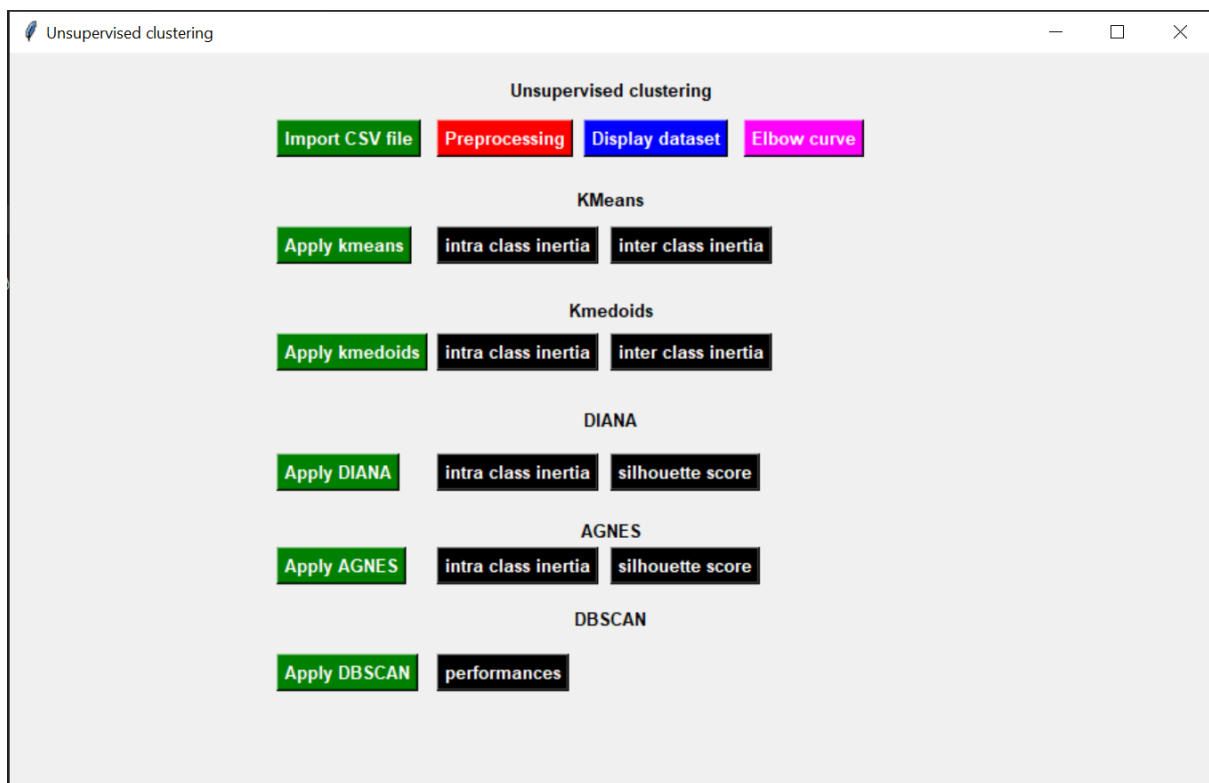 Unsupervised clustering
Unsupervised clustering
Import CSV file Preprocessing Display dataset Elbow curve
KMeans
Apply kmeans intra class inertia inter class inertia
Kmedoids
Apply kmedoids intra class inertia inter class inertia
DIANA
Apply DIANA intra class inertia silhouette score
AGNES
Apply AGNES intra class inertia silhouette score
DBSCAN
Apply DBSCAN performances